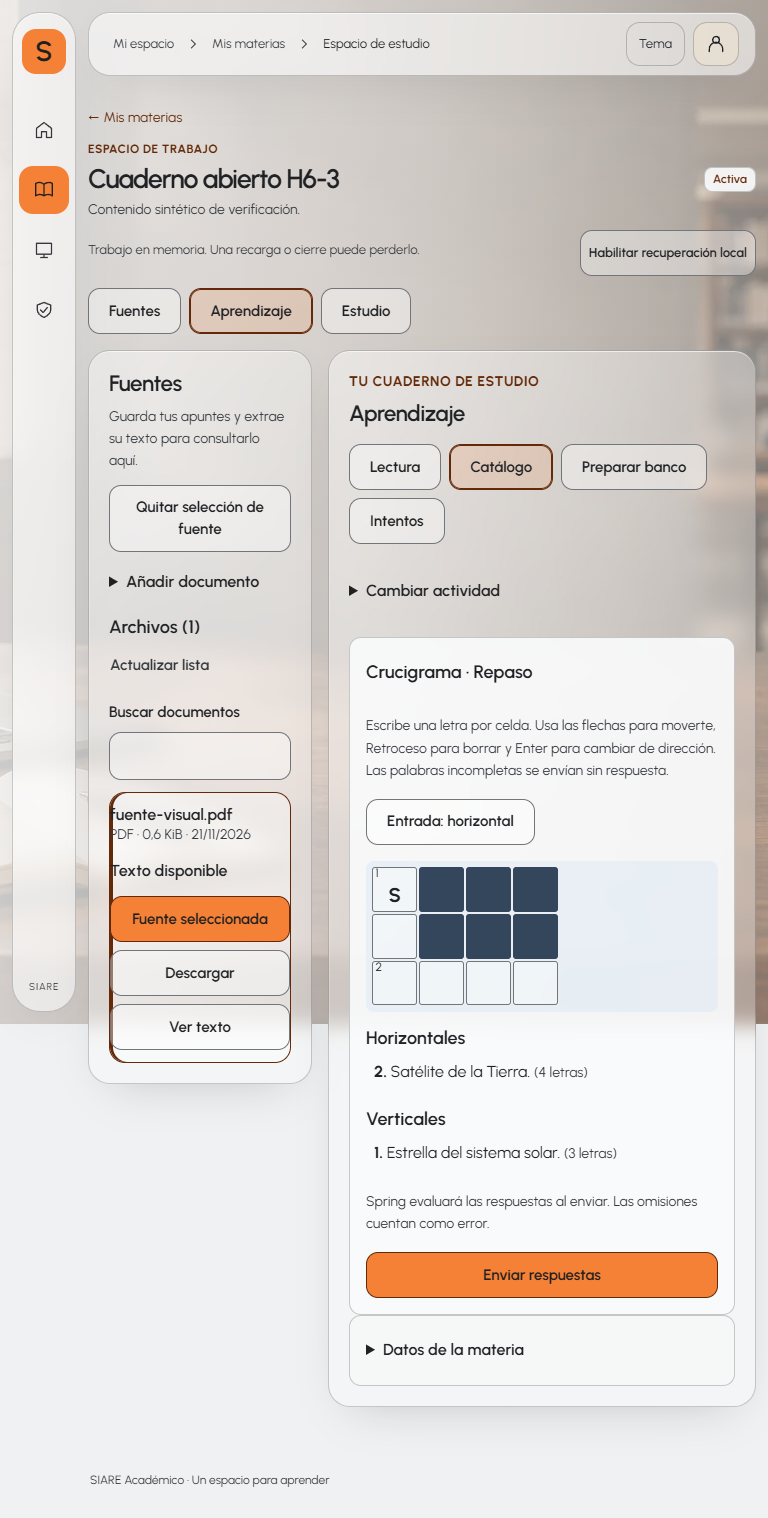 S
Mi espacio > Mis materias > Espacio de estudio
Tema
← Mis materias
ESPACIO DE TRABAJO
Cuaderno abierto H6-3
Activa
Contenido sintético de verificación.
Trabajo en memoria. Una recarga o cierre puede perderlo.
Habilitar recuperación local
Fuentes
Aprendizaje
Estudio
Fuentes
Guarda tus apuntes y extrae
su texto para consultarlo
aquí.
Quitar selección de
fuente
Añadir documento
Archivos (1)
Actualizar lista
Buscar documentos
fuente-visual.pdf
PDF · 0,6 KiB · 21/11/2026
Texto disponible
Fuente seleccionada
Descargar
Ver texto
SIARE
TU CUADERNO DE ESTUDIO
Aprendizaje
Lectura
Catálogo
Preparar banco
Intentos
Cambiar actividad
Crucigrama · Repaso
Escribe una letra por celda. Usa las flechas para moverte,
Retroceso para borrar y Enter para cambiar de dirección.
Las palabras incompletas se envían sin respuesta.
Entrada: horizontal
1
S
2
Horizontales
2. Satélite de la Tierra. (4 letras)
Verticales
1. Estrella del sistema solar. (3 letras)
Spring evaluará las respuestas al enviar. Las omisiones
cuentan como error.
Enviar respuestas
Datos de la materia
SIARE Académico · Un espacio para aprender